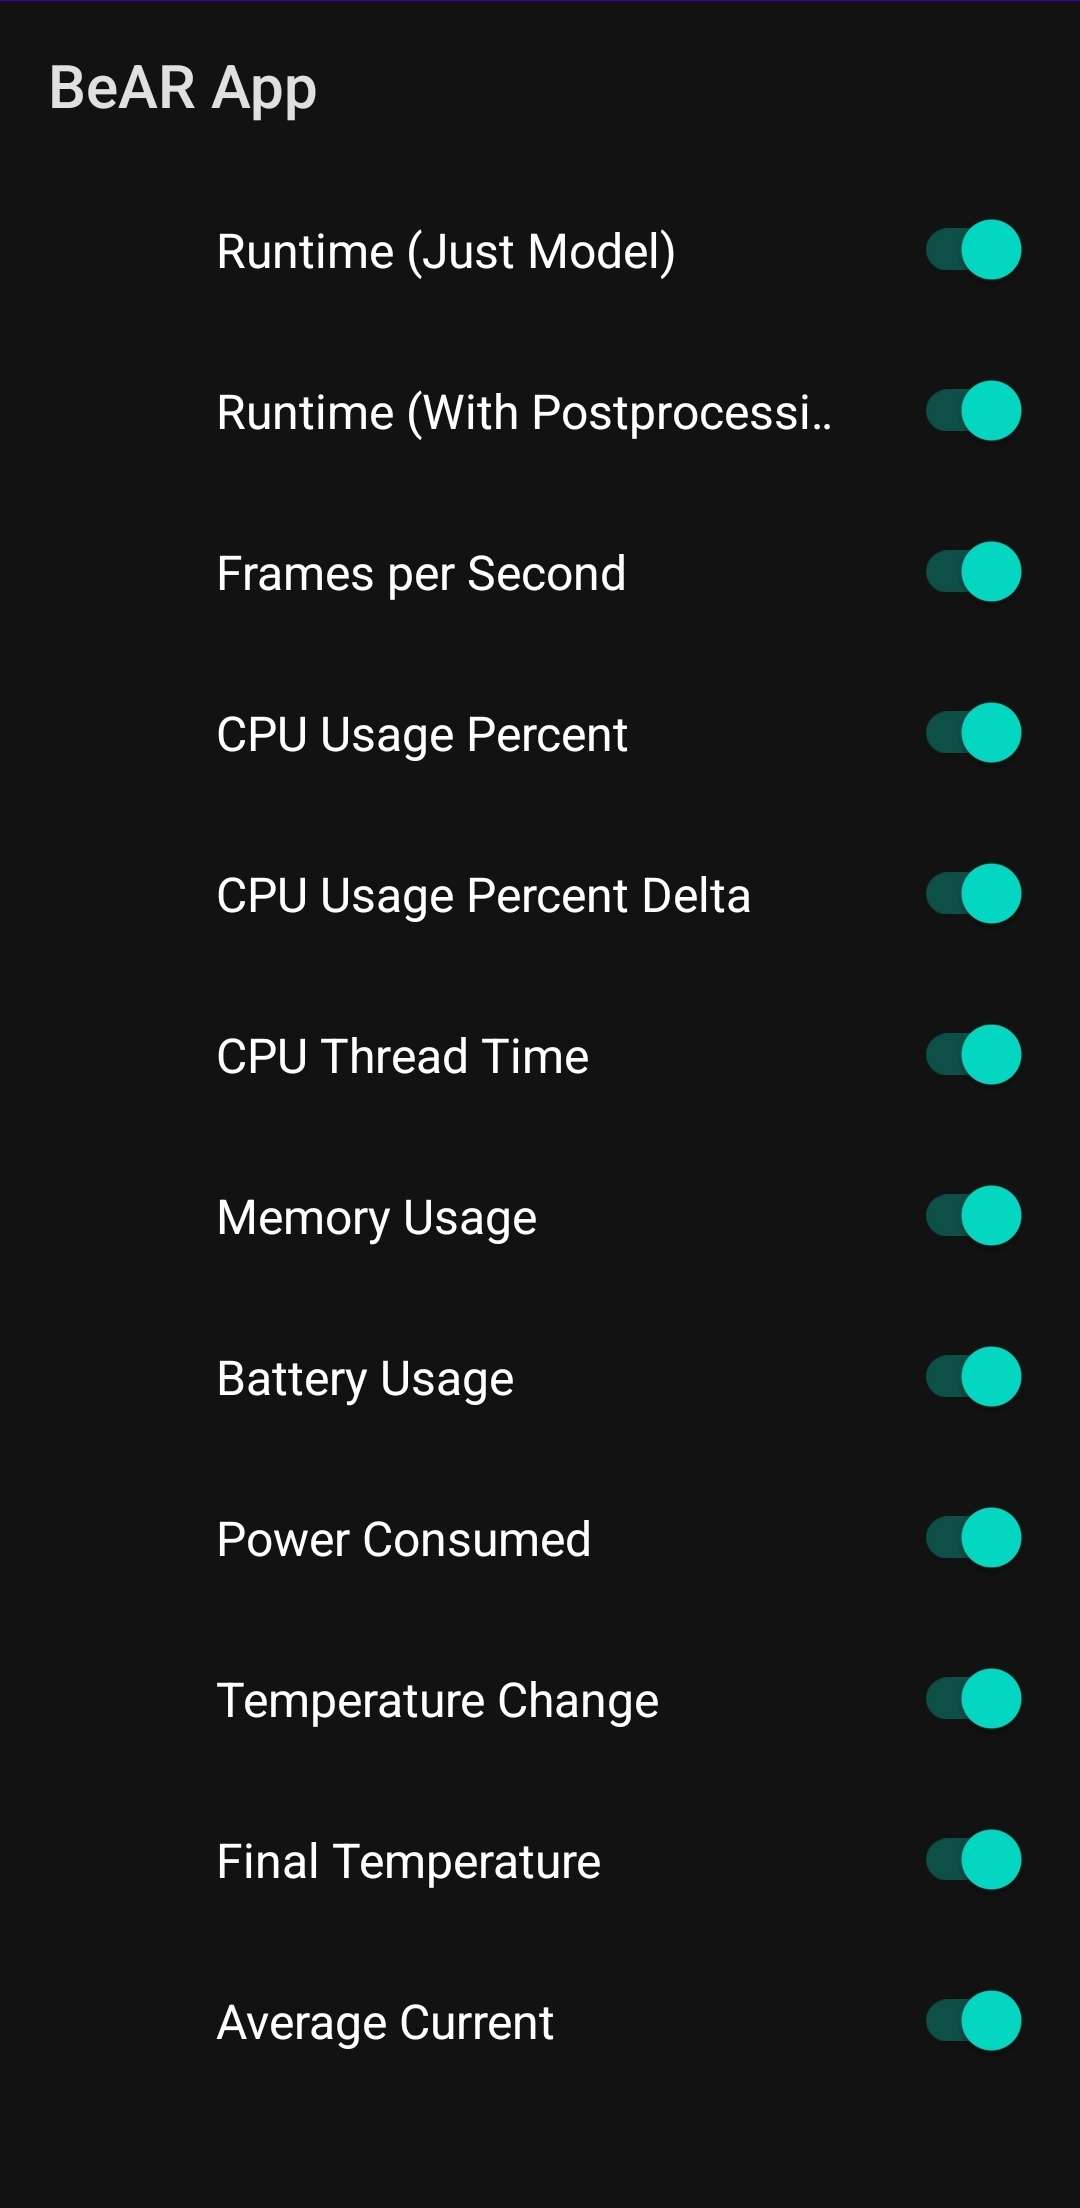 BeAR App
Runtime (Just Model)
Runtime (With Postprocessi..
Frames per Second
CPU Usage Percent
CPU Usage Percent Delta
CPU Thread Time
Memory Usage
Battery Usage
Power Consumed
Temperature Change
Final Temperature
Average Current